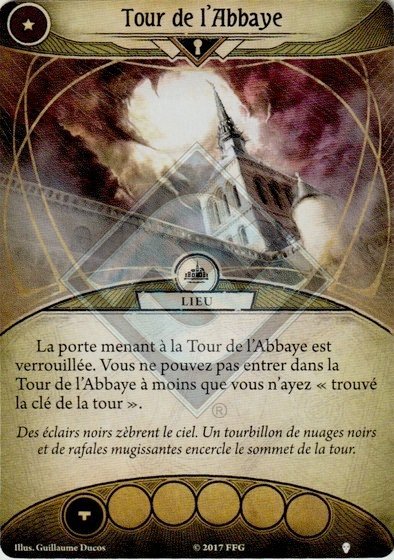 Tour de l'Abbaye
LIEU
La porte menant à la Tour de l'Abbaye est
verrouillée. Vous ne pouvez pas entrer dans la
Tour de l'Abbaye à moins que vous n'ayez « trouvé
la clé de la tour ».
®
Des éclairs noirs zèbrent le ciel. Un tourbillon de nuages noirs
et de rafales mugissantes encercle le sommet de la tour.
Illus. Guillaume Ducos © 2017 FFG